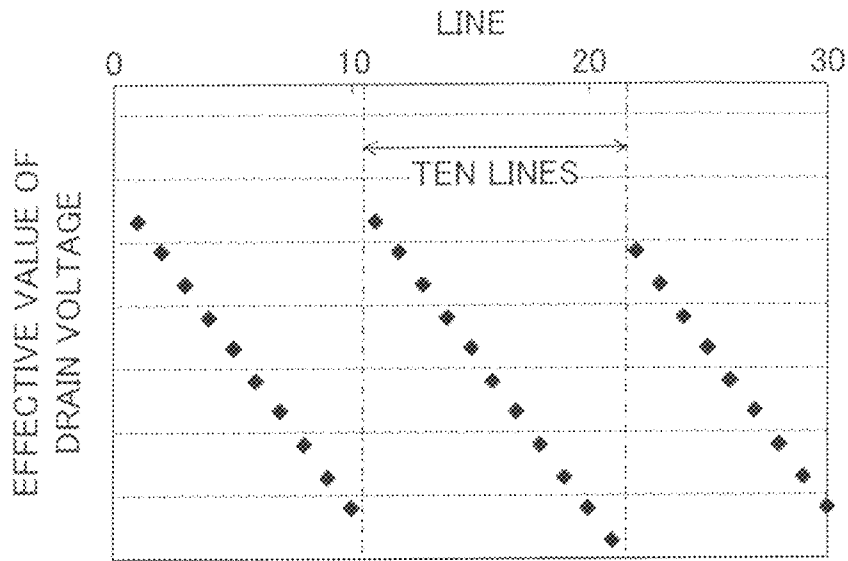 LINE
0 10 20 30
TEN LINES
EFFECTIVE VALUE OF
DRAIN VOLTAGE